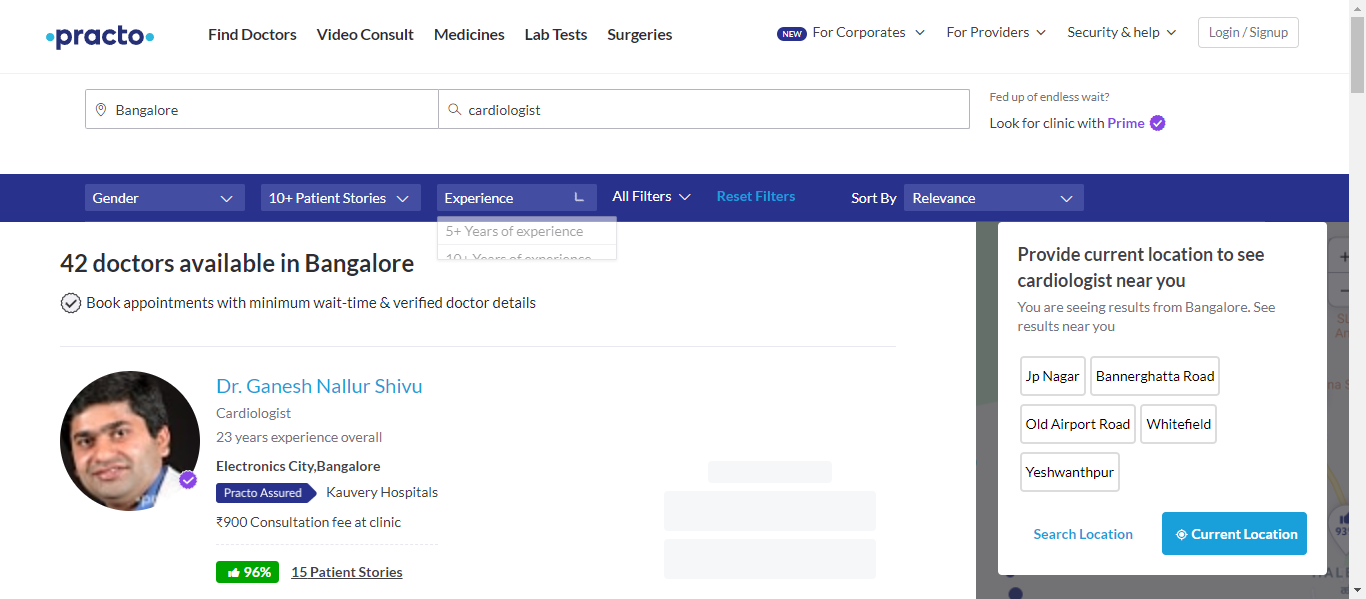 practo
Find Doctors Video Consult Medicines Lab Tests Surgeries
NEW For Corporates For Providers Security & help Login / Signup
Bangalore cardiologist
Fed up of endless wait?
Look for clinic with Prime
Gender 10+ Patient Stories Experience All Filters Reset Filters Sort By Relevance
5+ Years of experience
10+ Years of experience
42 doctors available in Bangalore
Book appointments with minimum wait-time & verified doctor details
Dr. Ganesh Nallur Shivu
Cardiologist
23 years experience overall
Electronics City,Bangalore
Practo Assured Kauvery Hospitals
₹900 Consultation fee at clinic
96% 15 Patient Stories
Provide current location to see
cardiologist near you
You are seeing results from Bangalore. See
results near you
Jp Nagar Bannerghatta Road
Old Airport Road Whitefield
Yeshwanthpur
Search Location Current Location